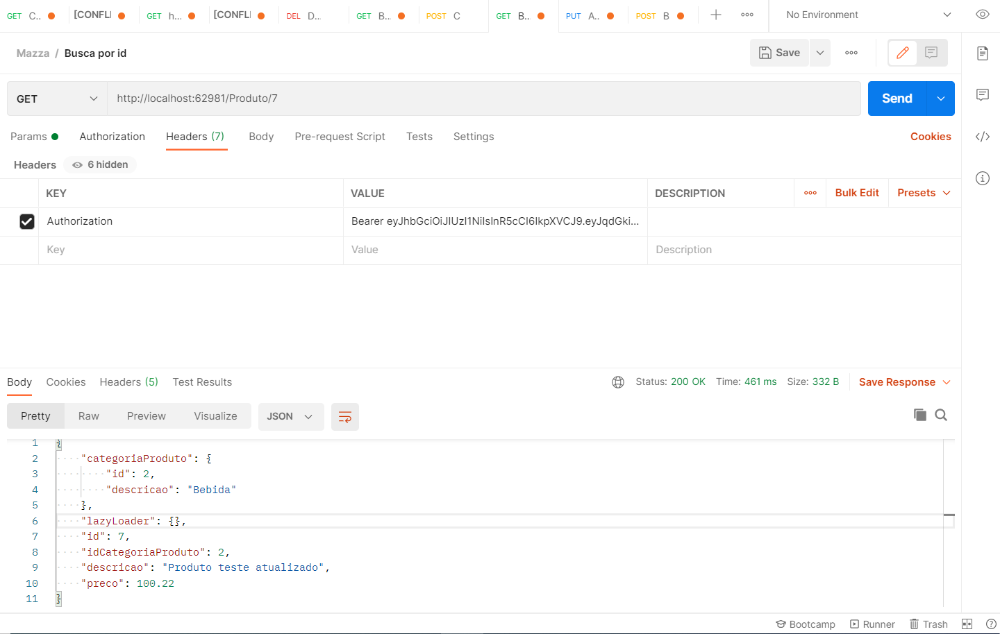 GET C.. [CONFLI GET h... [CONFLI DEL D... GET B... POST C GET B... PUT A.. POST B No Environment
Mazza / Busca por id Save
GET http://localhost:62981/Produto/7 Send
Params Authorization Headers (7) Body Pre-request Script Tests Settings Cookies
Headers 6 hidden
KEY VALUE DESCRIPTION Bulk Edit Presets
Authorization Bearer eyJhbGciOiJIUzI1NiIsInR5cCI6IkpXVCJ9.eyJqdGki...
Key Value Description
Body Cookies Headers (5) Test Results Status: 200 OK Time: 461 ms Size: 332 B Save Response
Pretty Raw Preview Visualize JSON
1 {
2 "categoriaProduto": {
3 "id": 2,
4 "descricao": "Bebida"
5 },
6 "lazyLoader": {},
7 "id": 7,
8 "idCategoriaProduto": 2,
9 "descricao": "Produto teste atualizado",
10 "preco": 100.22
11 }
Bootcamp Runner Trash